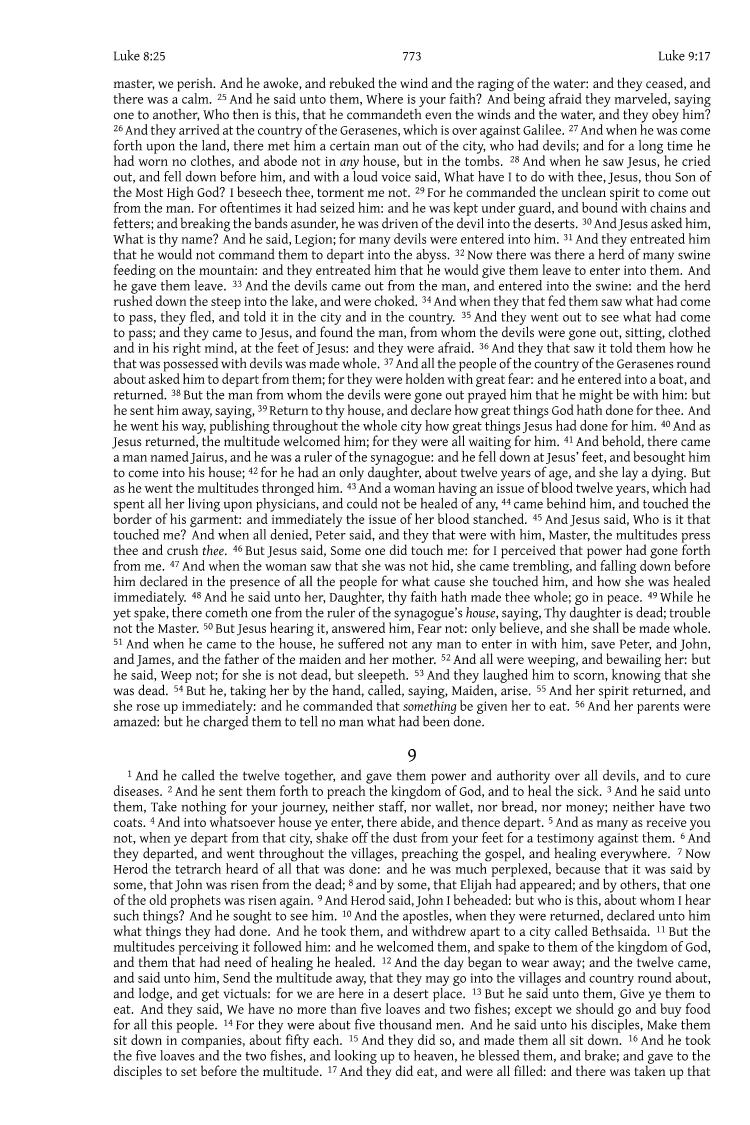 Luke 8:25 773 Luke 9:17
master, we perish. And he awoke, and rebuked the wind and the raging of the water: and they ceased, and
there was a calm. 25 And he said unto them, Where is your faith? And being afraid they marveled, saying
one to another, Who then is this, that he commandeth even the winds and the water, and they obey him?
26 And they arrived at the country of the Gerasenes, which is over against Galilee. 27 And when he was come
forth upon the land, there met him a certain man out of the city, who had devils; and for a long time he
had worn no clothes, and abode not in any house, but in the tombs. 28 And when he saw Jesus, he cried
out, and fell down before him, and with a loud voice said, What have I to do with thee, Jesus, thou Son of
the Most High God? I beseech thee, torment me not. 29 For he commanded the unclean spirit to come out
from the man. For oftentimes it had seized him: and he was kept under guard, and bound with chains and
fetters; and breaking the bands asunder, he was driven of the devil into the deserts. 30 And Jesus asked him,
What is thy name? And he said, Legion; for many devils were entered into him. 31 And they entreated him
that he would not command them to depart into the abyss. 32 Now there was there a herd of many swine
feeding on the mountain: and they entreated him that he would give them leave to enter into them. And
he gave them leave. 33 And the devils came out from the man, and entered into the swine: and the herd
rushed down the steep into the lake, and were choked. 34 And when they that fed them saw what had come
to pass, they fled, and told it in the city and in the country. 35 And they went out to see what had come
to pass; and they came to Jesus, and found the man, from whom the devils were gone out, sitting, clothed
and in his right mind, at the feet of Jesus: and they were afraid. 36 And they that saw it told them how he
that was possessed with devils was made whole. 37 And all the people of the country of the Gerasenes round
about asked him to depart from them; for they were holden with great fear: and he entered into a boat, and
returned. 38 But the man from whom the devils were gone out prayed him that he might be with him: but
he sent him away, saying, 39 Return to thy house, and declare how great things God hath done for thee. And
he went his way, publishing throughout the whole city how great things Jesus had done for him. 40 And as
Jesus returned, the multitude welcomed him; for they were all waiting for him. 41 And behold, there came
a man named Jairus, and he was a ruler of the synagogue: and he fell down at Jesus’ feet, and besought him
to come into his house; 42 for he had an only daughter, about twelve years of age, and she lay a dying. But
as he went the multitudes thronged him. 43 And a woman having an issue of blood twelve years, which had
spent all her living upon physicians, and could not be healed of any, 44 came behind him, and touched the
border of his garment: and immediately the issue of her blood stanched. 45 And Jesus said, Who is it that
touched me? And when all denied, Peter said, and they that were with him, Master, the multitudes press
thee and crush thee. 46 But Jesus said, Some one did touch me: for I perceived that power had gone forth
from me. 47 And when the woman saw that she was not hid, she came trembling, and falling down before
him declared in the presence of all the people for what cause she touched him, and how she was healed
immediately. 48 And he said unto her, Daughter, thy faith hath made thee whole; go in peace. 49 While he
yet spake, there cometh one from the ruler of the synagogue’s house, saying, Thy daughter is dead; trouble
not the Master. 50 But Jesus hearing it, answered him, Fear not: only believe, and she shall be made whole.
51 And when he came to the house, he suffered not any man to enter in with him, save Peter, and John,
and James, and the father of the maiden and her mother. 52 And all were weeping, and bewailing her: but
he said, Weep not; for she is not dead, but sleepeth. 53 And they laughed him to scorn, knowing that she
was dead. 54 But he, taking her by the hand, called, saying, Maiden, arise. 55 And her spirit returned, and
she rose up immediately: and he commanded that something be given her to eat. 56 And her parents were
amazed: but he charged them to tell no man what had been done.
9
1 And he called the twelve together, and gave them power and authority over all devils, and to cure
diseases. 2 And he sent them forth to preach the kingdom of God, and to heal the sick. 3 And he said unto
them, Take nothing for your journey, neither staff, nor wallet, nor bread, nor money; neither have two
coats. 4 And into whatsoever house ye enter, there abide, and thence depart. 5 And as many as receive you
not, when ye depart from that city, shake off the dust from your feet for a testimony against them. 6 And
they departed, and went throughout the villages, preaching the gospel, and healing everywhere. 7 Now
Herod the tetrarch heard of all that was done: and he was much perplexed, because that it was said by
some, that John was risen from the dead; 8 and by some, that Elijah had appeared; and by others, that one
of the old prophets was risen again. 9 And Herod said, John I beheaded: but who is this, about whom I hear
such things? And he sought to see him. 10 And the apostles, when they were returned, declared unto him
what things they had done. And he took them, and withdrew apart to a city called Bethsaida. 11 But the
multitudes perceiving it followed him: and he welcomed them, and spake to them of the kingdom of God,
and them that had need of healing he healed. 12 And the day began to wear away; and the twelve came,
and said unto him, Send the multitude away, that they may go into the villages and country round about,
and lodge, and get victuals: for we are here in a desert place. 13 But he said unto them, Give ye them to
eat. And they said, We have no more than five loaves and two fishes; except we should go and buy food
for all this people. 14 For they were about five thousand men. And he said unto his disciples, Make them
sit down in companies, about fifty each. 15 And they did so, and made them all sit down. 16 And he took
the five loaves and the two fishes, and looking up to heaven, he blessed them, and brake; and gave to the
disciples to set before the multitude. 17 And they did eat, and were all filled: and there was taken up that